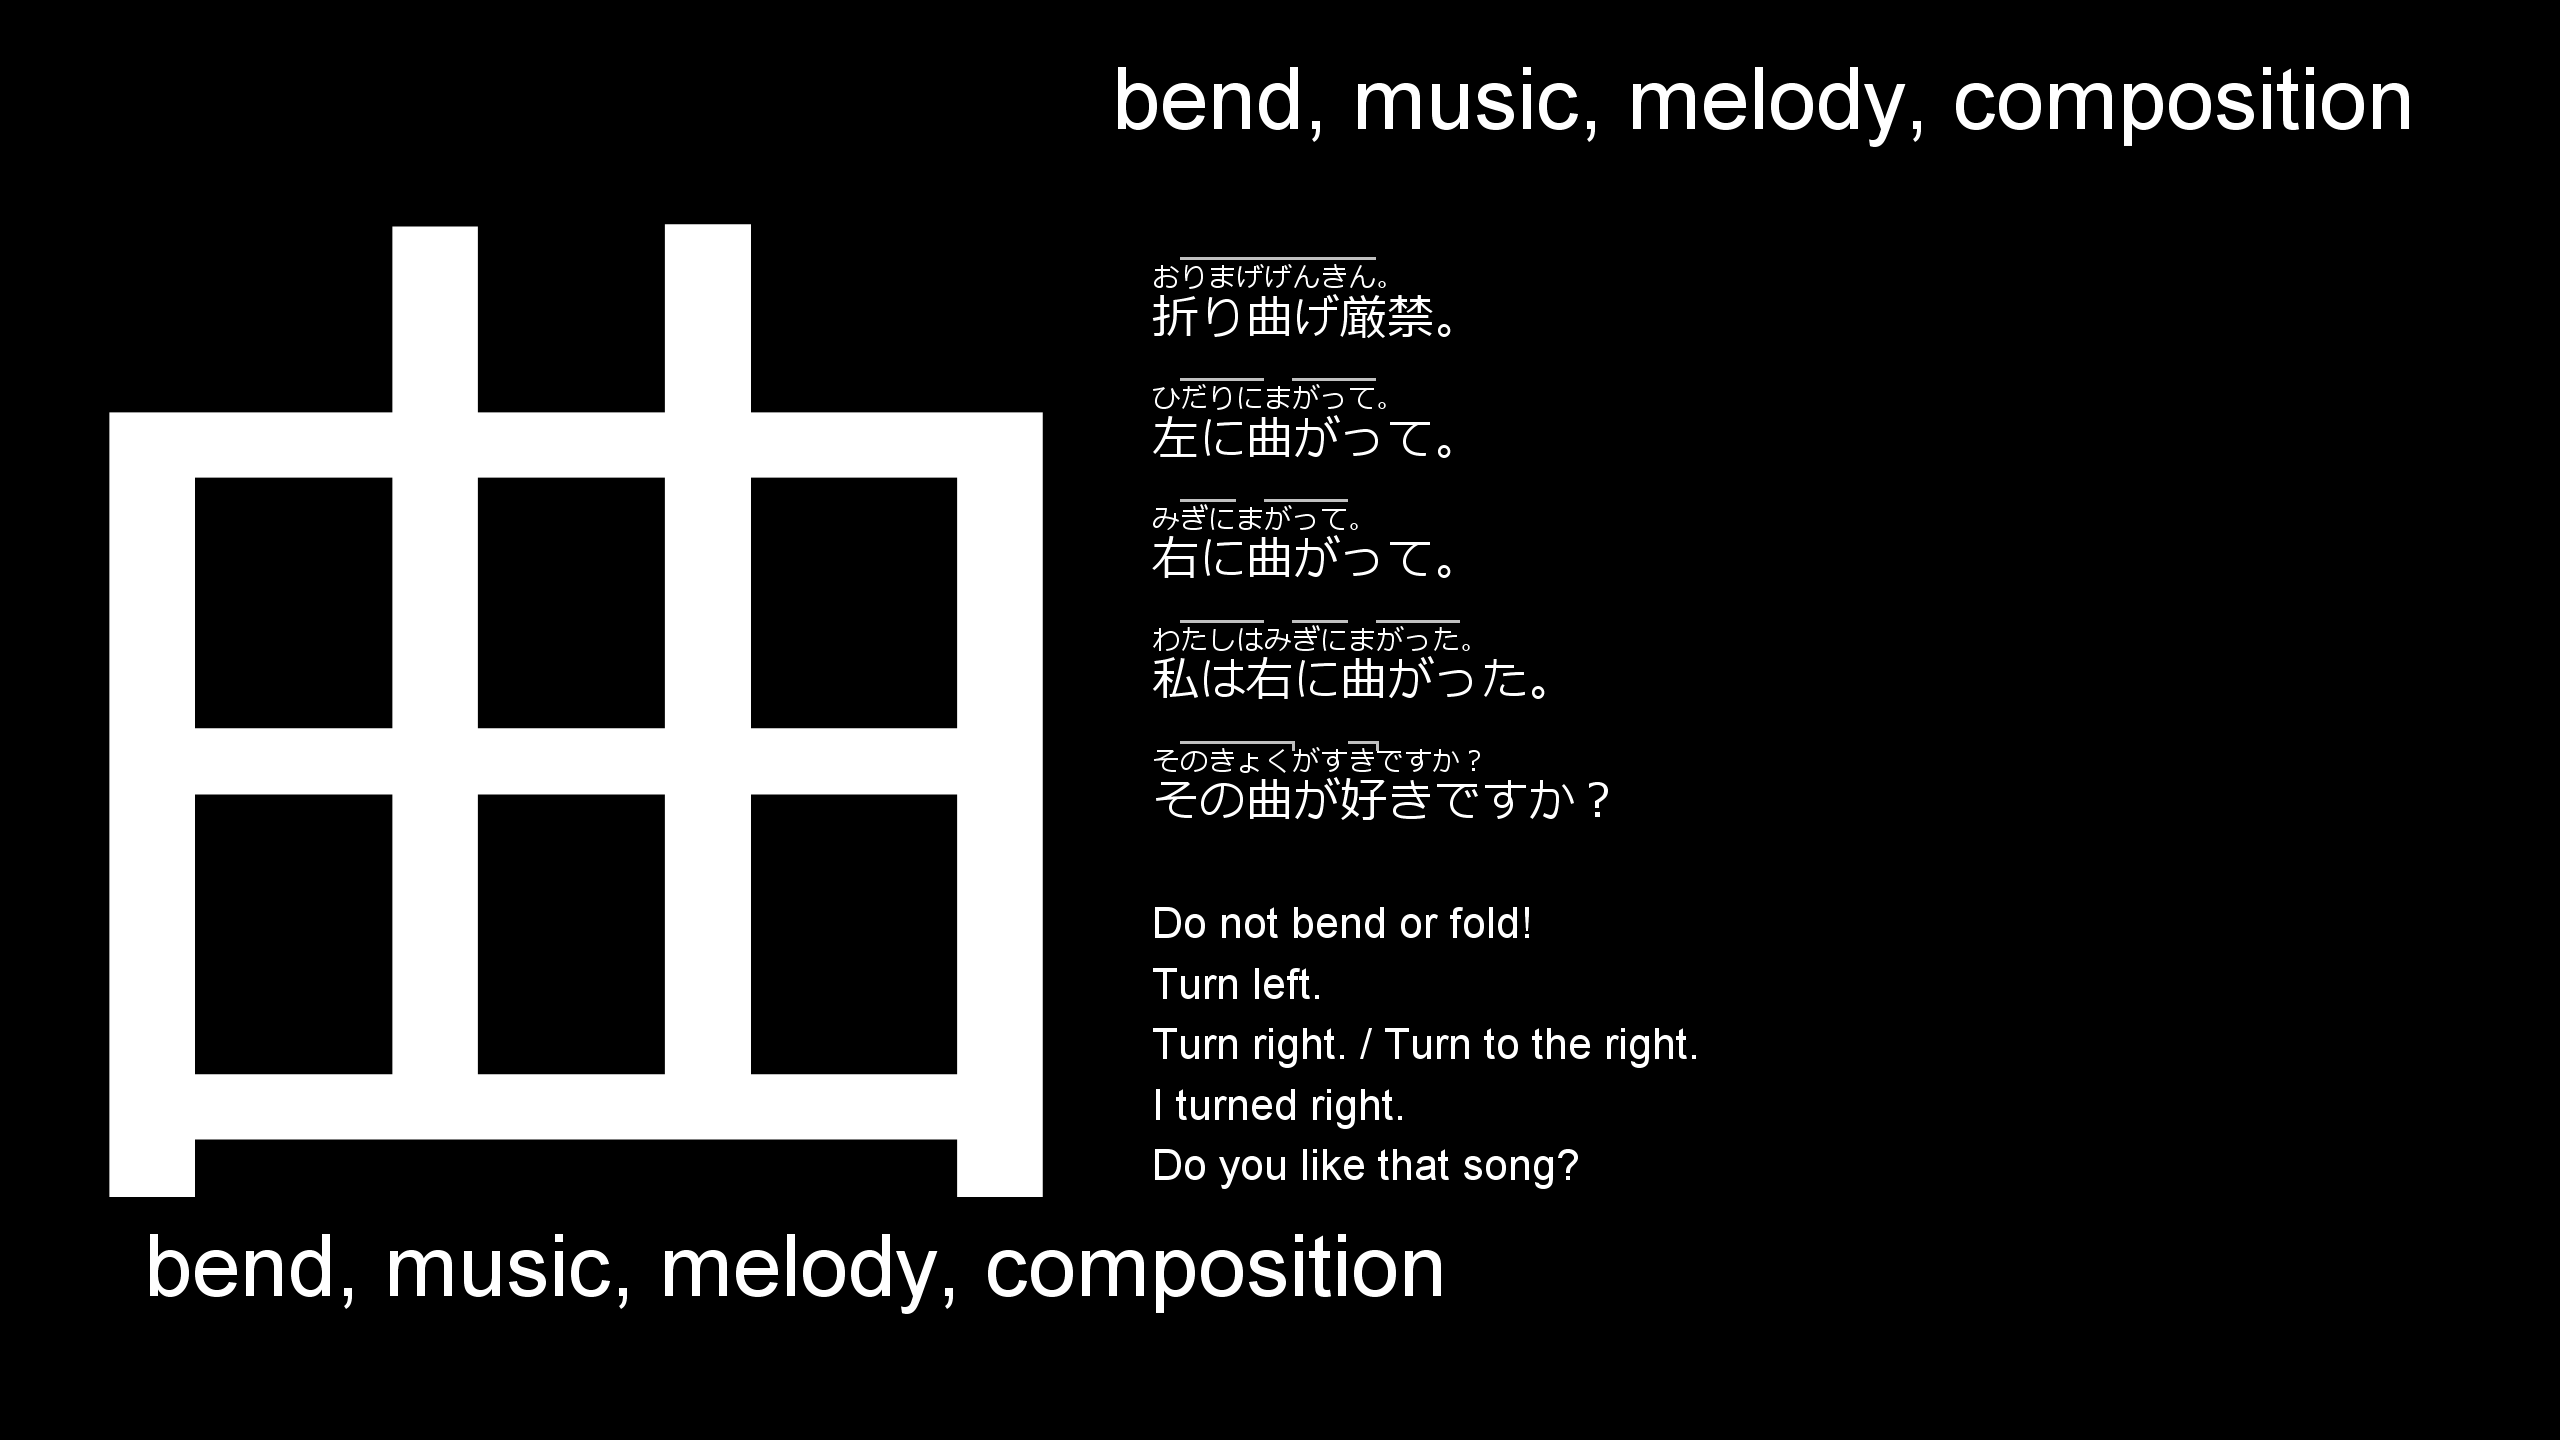 bend, music, melody, composition
曲
おりまげげんきん。
折り曲げ厳禁。
ひだりにまがって。
左に曲がって。
みぎにまがって。
右に曲がって。
わたしはみぎにまがった。
私は右に曲がった。
そのきょくがすきですか？
その曲が好きですか？
Do not bend or fold!
Turn left.
Turn right. / Turn to the right.
I turned right.
Do you like that song?
bend, music, melody, composition